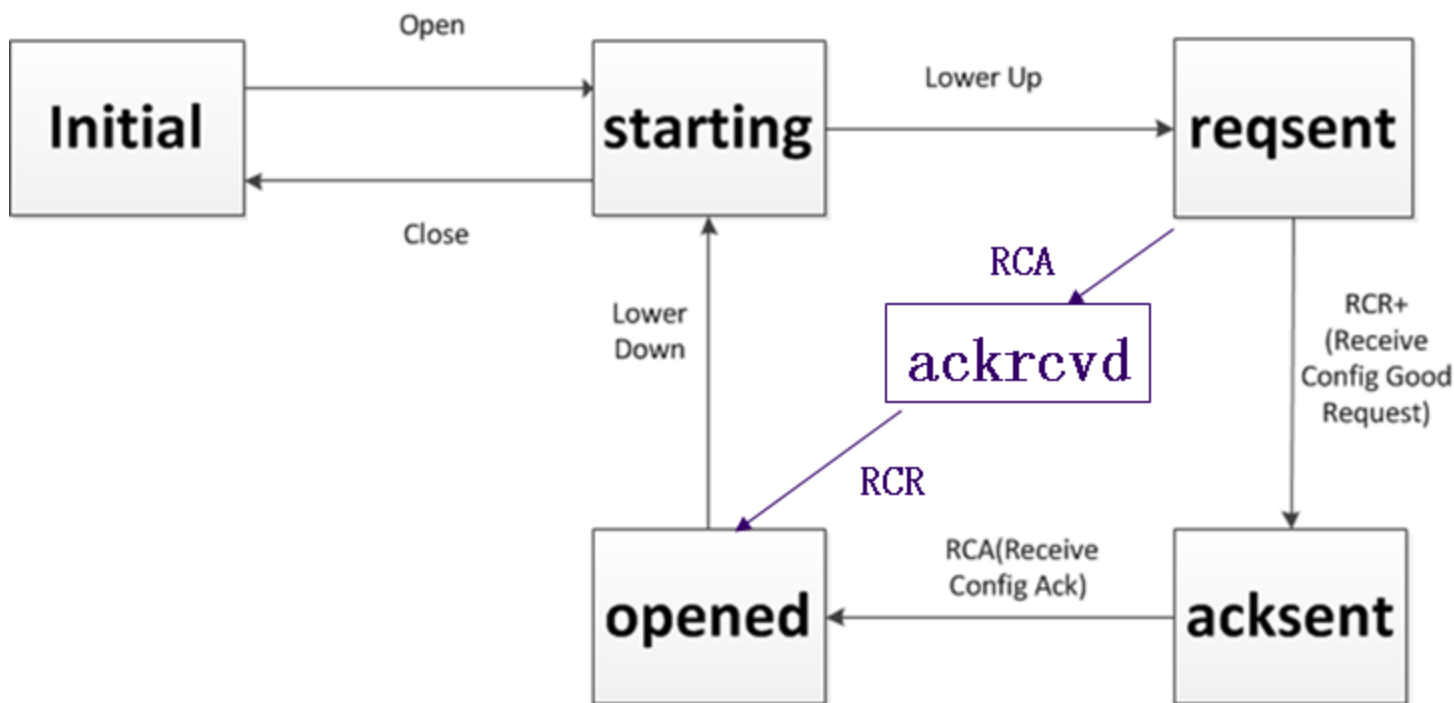 Open
Initial
starting
Lower Up
reqsent
Close
RCA
Lower
Down
ackrcvd
RCR+
(Receive
Config Good
Request)
RCR
RCA(Receive
Config Ack)
opened
acksent